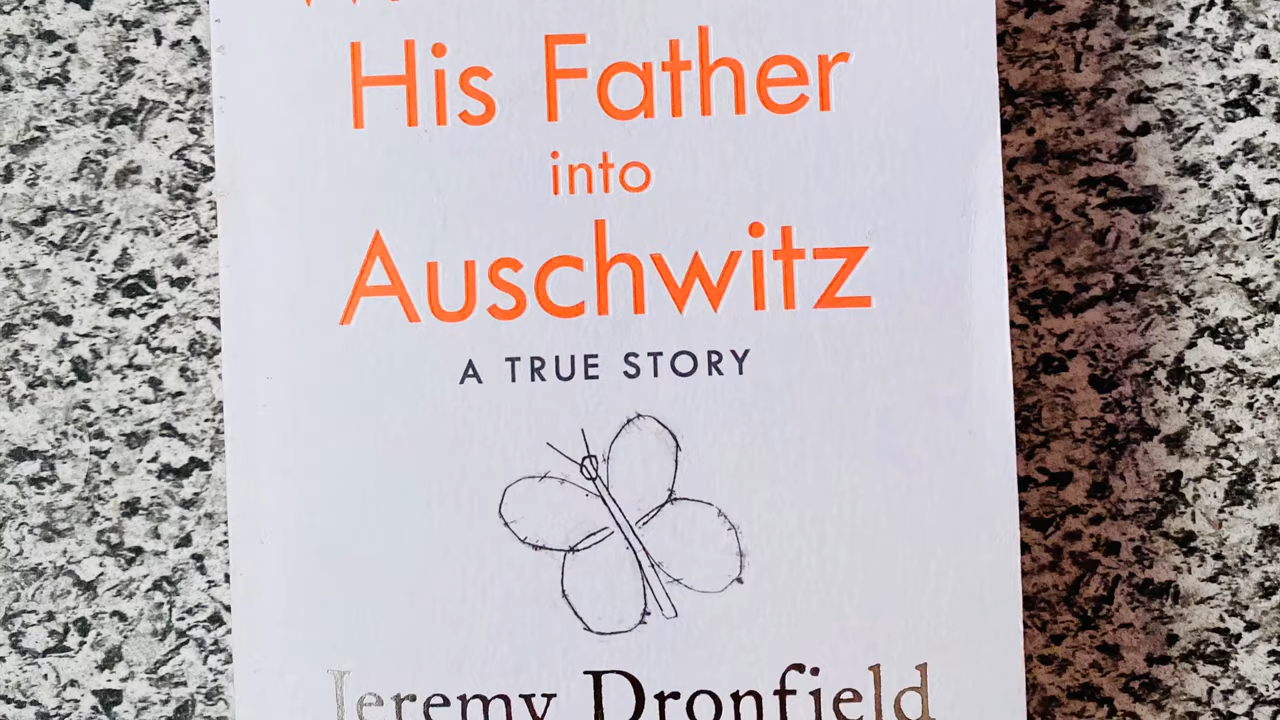 His Father
into
Auschwitz
A TRUE STORY
Jeremy Dronfield